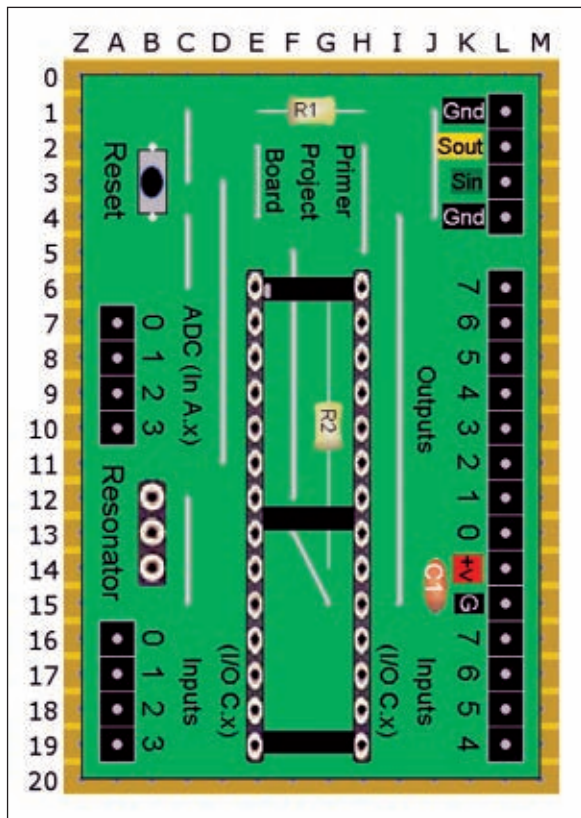 Z A B C D E F G H I J K L M
0
1
2
3
4
5
6
7
8
9
10
11
12
13
14
15
16
17
18
19
20
R1
Gnd
Sout
Sin
Gnd
Reset
Primer
Project
Board
ADC (In A.x)
0
1
2
3
R2
Outputs
7
6
5
4
3
2
1
0
+V
G
C1
Resonator
Inputs
0
1
2
3
(I/O C.x)
(I/O C.x)
Inputs
7
6
5
4